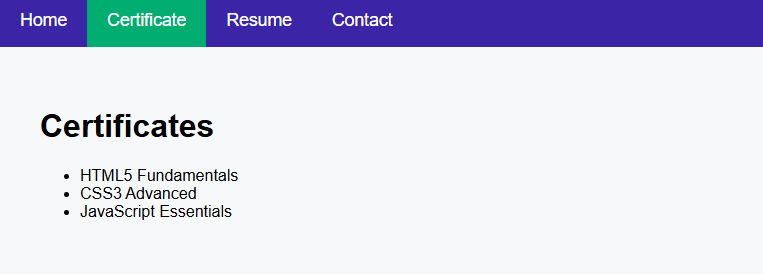 Home Certificate Resume Contact
Certificates
• HTML5 Fundamentals
• CSS3 Advanced
• JavaScript Essentials